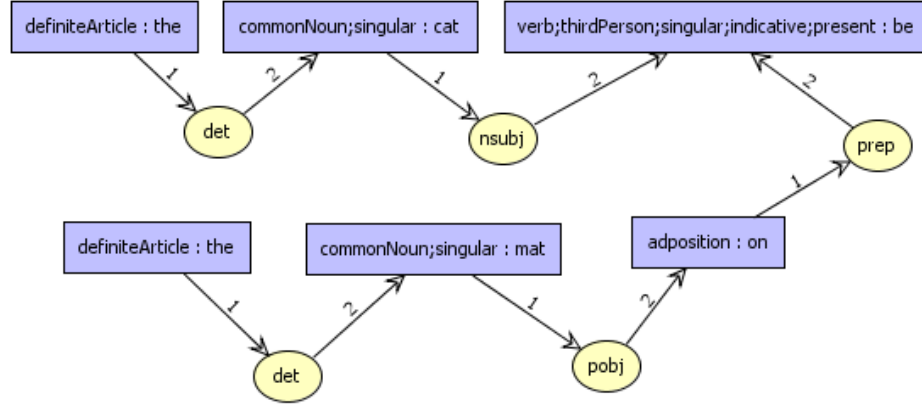 definiteArticle : the
commonNoun;singular : cat
verb;thirdPerson;singular;indicative;present : be
1
2
1
2
2
det
nsubj
prep
1
definiteArticle : the
commonNoun;singular : mat
adposition : on
1
2
1
2
det
pobj